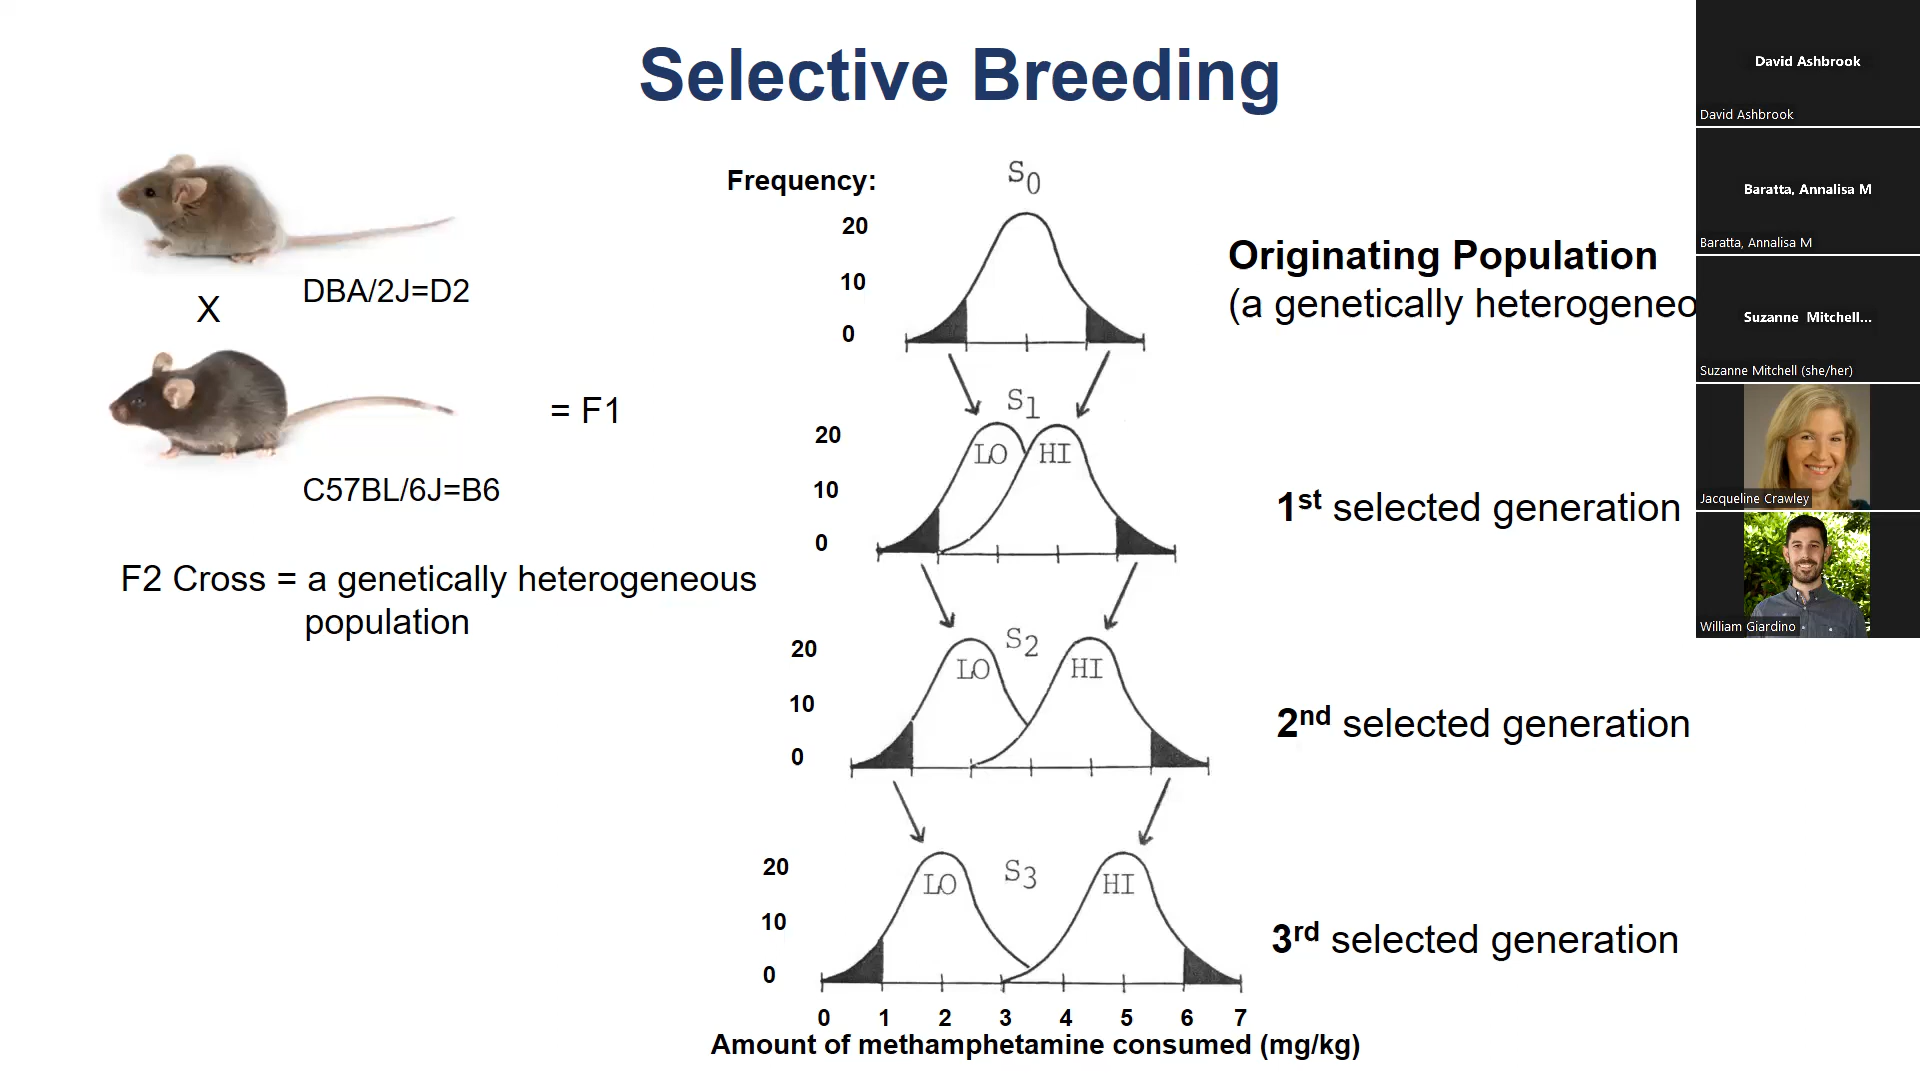 Selective Breeding
DBA/2J=D2
X
C57BL/6J=B6
= F1
F2 Cross = a genetically heterogeneous
population
Frequency:
S0
20
10
0
Originating Population
(a genetically heterogeneo
S1
20
10
0
LO
HI
1st selected generation
S2
20
10
0
LO
HI
2nd selected generation
S3
20
10
0
LO
HI
3rd selected generation
0 1 2 3 4 5 6 7
Amount of methamphetamine consumed (mg/kg)
David Ashbrook
David Ashbrook
Baratta, Annalisa M
Baratta, Annalisa M
Suzanne Mitchell...
Suzanne Mitchell (she/her)
Jacqueline Crawley
William Giardino